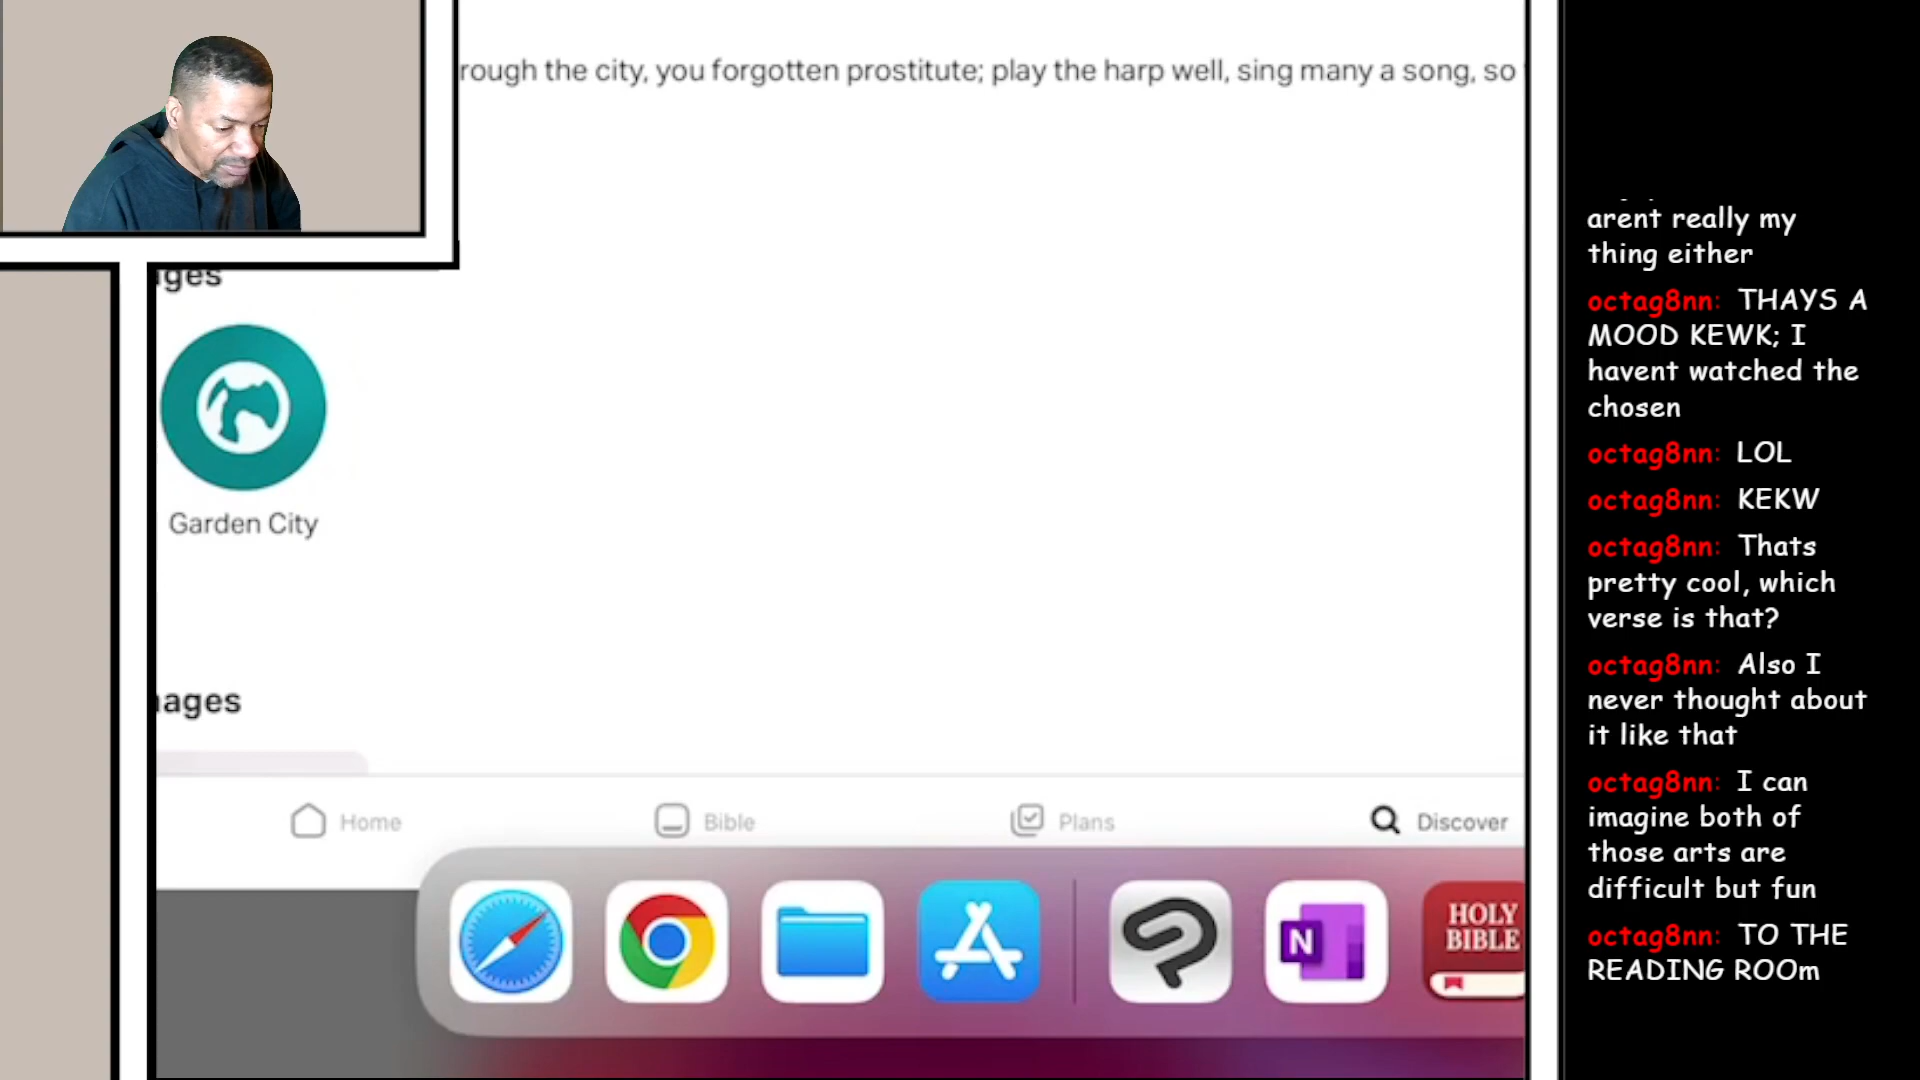 rough the city, you forgotten prostitute; play the harp well, sing many a song, so
ges
Garden City
ages
Home
Bible
Plans
Discover
N
HOLY
BIBLE
arent really my
thing either
octag8nn: THAYS A
MOOD KEWK; I
havent watched the
chosen
octag8nn: LOL
octag8nn: KEKW
octag8nn: Thats
pretty cool, which
verse is that?
octag8nn: Also I
never thought about
it like that
octag8nn: I can
imagine both of
those arts are
difficult but fun
octag8nn: TO THE
READING ROOm